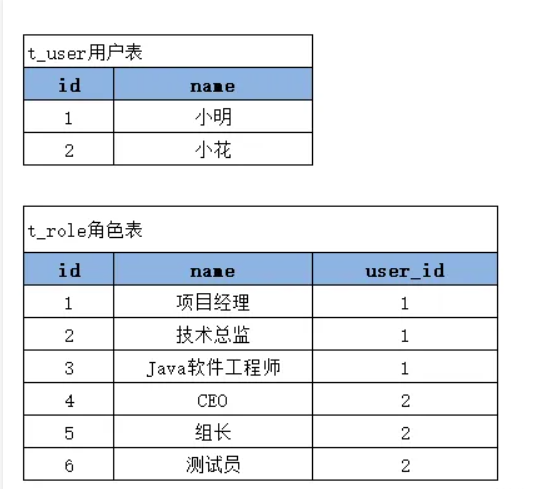 t_user用户表
id name
1 小明
2 小花
t_role角色表
id name user_id
1 项目经理 1
2 技术总监 1
3 Java软件工程师 1
4 CEO 2
5 组长 2
6 测试员 2